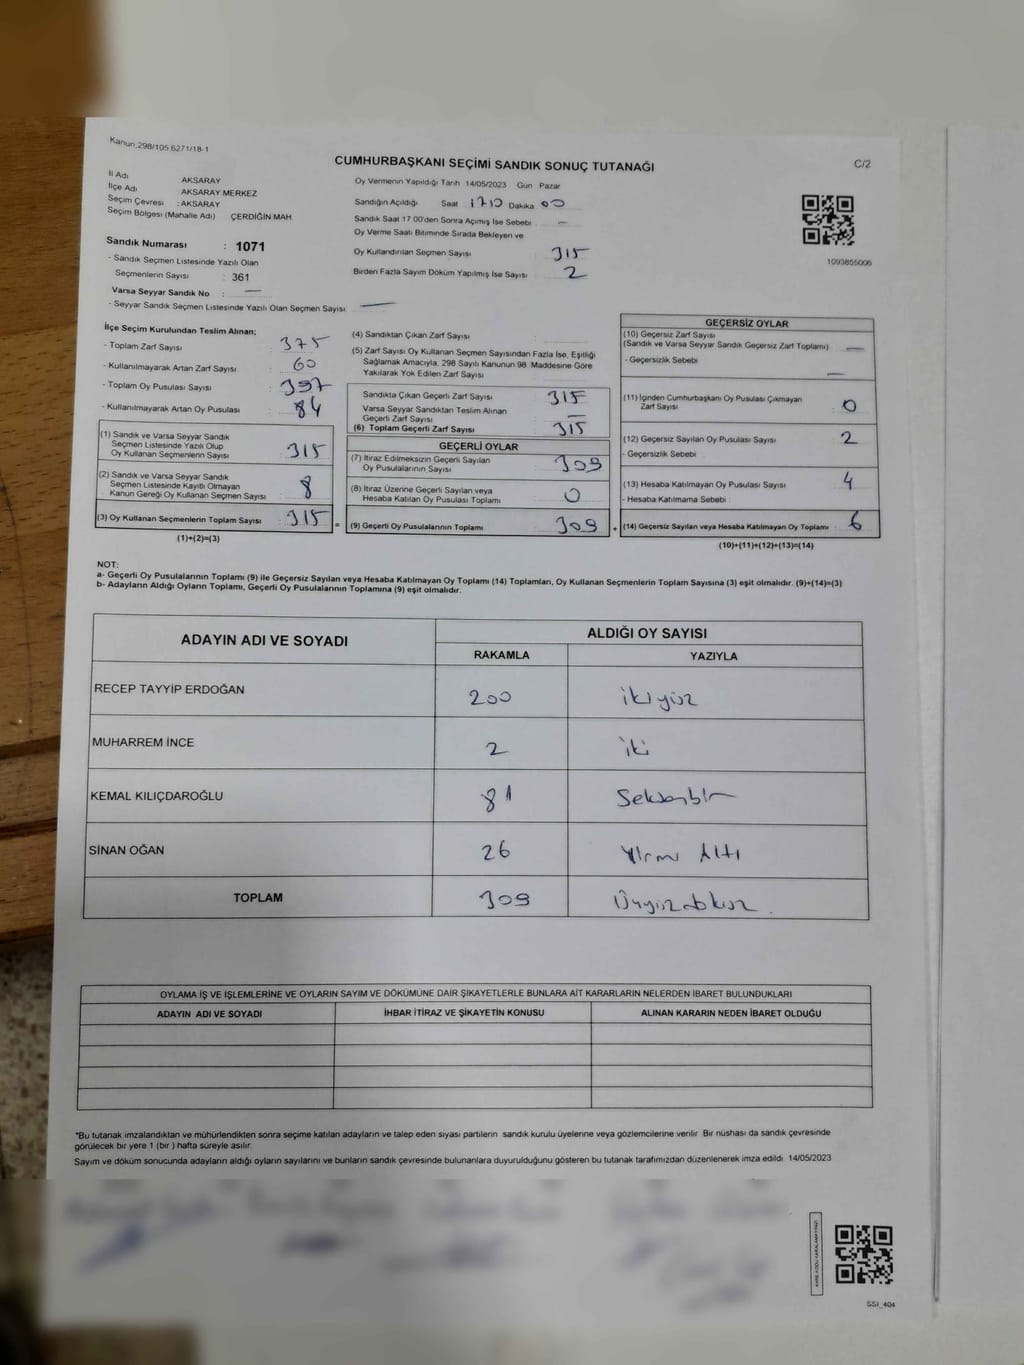 Kanun:298/105 6271/18-1
CUMHURBAŞKANI SEÇİMİ SANDIK SONUÇ TUTANAĞI
C/2
İl Adı AKSARAY
İlçe Adı AKSARAY MERKEZ
Seçim Çevresi : AKSARAY
Seçim Bölgesi (Mahalle Adı) : ÇERDİĞİN MAH.
Sandık Numarası : 1071
- Sandık Seçmen Listesinde Yazılı Olan
Seçmenlerin Sayısı : 361
Varsa Seyyar Sandık No : —
- Seyyar Sandık Seçmen Listesinde Yazılı Olan Seçmen Sayısı: —
Oy Vermenin Yapıldığı Tarih 14/05/2023 Gün Pazar
Sandığın Açıldığı Saat : Dakika 00
Sandık Saat 17.00'den Sonra Açılmış İse Sebebi : —
Oy Verme Saati Bitiminde Sırada Bekleyen ve
Oy Kullandırılan Seçmen Sayısı 315
Birden Fazla Sayım Döküm Yapılmış İse Sayısı : 2
1093855006
İlçe Seçim Kurulundan Teslim Alınan;
- Toplam Zarf Sayısı : 375
- Kullanılmayarak Artan Zarf Sayısı : 60
- Toplam Oy Pusulası Sayısı : 397
- Kullanılmayarak Artan Oy Pusulası : 84
(1) Sandık ve Varsa Seyyar Sandık
Seçmen Listesinde Yazılı Olup
Oy Kullanan Seçmenlerin Sayısı : 315
(2) Sandık ve Varsa Seyyar Sandık
Seçmen Listesinde Kayıtlı Olmayan
Kanun Gereği Oy Kullanan Seçmen Sayısı :
(3) Oy Kullanan Seçmenlerin Toplam Sayısı : 315 =
(1)+(2)=(3)
(4) Sandıktan Çıkan Zarf Sayısı
(5) Zarf Sayısı Oy Kullanan Seçmen Sayısından Fazla İse, Eşitliği
Sağlamak Amacıyla, 298 Sayılı Kanunun 98. Maddesine Göre
Yakılarak Yok Edilen Zarf Sayısı
Sandıkta Çıkan Geçerli Zarf Sayısı 315
Varsa Seyyar Sandıktan Teslim Alınan
Geçerli Zarf Sayısı : —
(6) Toplam Geçerli Zarf Sayısı 315
GEÇERLİ OYLAR
(7) İtiraz Edilmeksizin Geçerli Sayılan
Oy Pusulalarının Sayısı : 309
(8) İtiraz Üzerine Geçerli Sayılan veya
Hesaba Katılan Oy Pusulası Toplamı : 0
(9) Geçerli Oy Pusulalarının Toplamı : 309 +
GEÇERSİZ OYLAR
(10) Geçersiz Zarf Sayısı
(Sandık ve Varsa Seyyar Sandık Geçersiz Zarf Toplamı) : —
- Geçersizlik Sebebi : —
(11) İçinden Cumhurbaşkanı Oy Pusulası Çıkmayan
Zarf Sayısı : 0
(12) Geçersiz Sayılan Oy Pusulası Sayısı : 2
- Geçersizlik Sebebi :
(13) Hesaba Katılmayan Oy Pusulası Sayısı : 4
- Hesaba Katılmama Sebebi :
(14) Geçersiz Sayılan veya Hesaba Katılmayan Oy Toplamı : 6
(10)+(11)+(12)+(13)=(14)
NOT:
a- Geçerli Oy Pusulalarının Toplamı (9) ile Geçersiz Sayılan veya Hesaba Katılmayan Oy Toplamı (14) Toplamları, Oy Kullanan Seçmenlerin Toplam Sayısına (3) eşit olmalıdır. (9)+(14)=(3)
b- Adayların Aldığı Oyların Toplamı, Geçerli Oy Pusulalarının Toplamına (9) eşit olmalıdır.
ADAYIN ADI VE SOYADI
ALDIĞI OY SAYISI
RAKAMLA YAZIYLA
RECEP TAYYİP ERDOĞAN 200 ikiyüz
MUHARREM İNCE 2 iki
KEMAL KILIÇDAROĞLU 81 Seksenbir
SİNAN OĞAN 26 Yirmi Altı
TOPLAM 309 Üçyüzdokuz.
OYLAMA İŞ VE İŞLEMLERİNE VE OYLARIN SAYIM VE DÖKÜMÜNE DAİR ŞİKAYETLERLE BUNLARA AİT KARARLARIN NELERDEN İBARET BULUNDUKLARI
ADAYIN ADI VE SOYADI İHBAR İTİRAZ VE ŞİKAYETİN KONUSU ALINAN KARARIN NEDEN İBARET OLDUĞU
*Bu tutanak imzalandıktan ve mühürlendikten sonra seçime katılan adayların ve talep eden siyasi partilerin sandık kurulu üyelerine veya gözlemcilerine verilir. Bir nüshası da sandık çevresinde
görülecek bir yere 1 (bir ) hafta süreyle asılır.
Sayım ve döküm sonucunda adayların aldığı oyların sayılarını ve bunların sandık çevresinde bulunanlara duyurulduğunu gösteren bu tutanak tarafımızdan düzenlenerek imza edildi 14/05/2023
KARE KODU KARALAMAYINIZ!
SSI_404